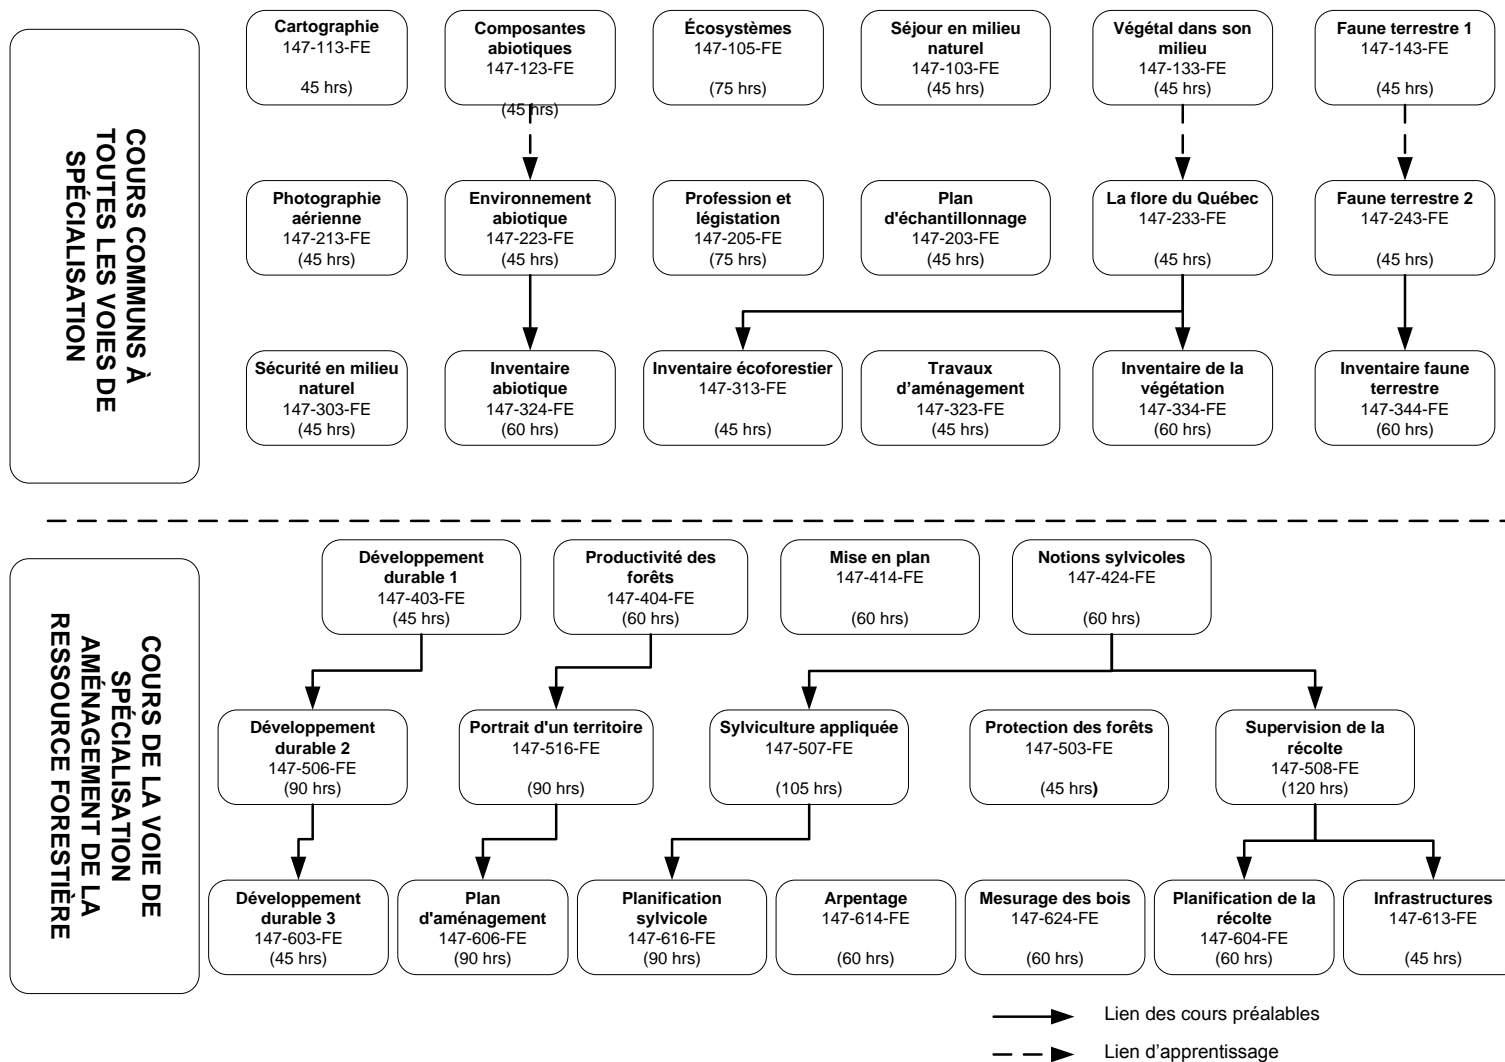 COURS COMMUNS À
TOUTES LES VOIES DE
SPÉCIALISATION
Cartographie
147-113-FE
45 hrs)
Composantes
abiotiques
147-123-FE
(45 hrs)
Écosystèmes
147-105-FE
(75 hrs)
Séjour en milieu
naturel
147-103-FE
(45 hrs)
Végétal dans son
milieu
147-133-FE
(45 hrs)
Faune terrestre 1
147-143-FE
(45 hrs)
Photographie
aérienne
147-213-FE
(45 hrs)
Environnement
abiotique
147-223-FE
(45 hrs)
Profession et
légistation
147-205-FE
(75 hrs)
Plan
d'échantillonnage
147-203-FE
(45 hrs)
La flore du Québec
147-233-FE
(45 hrs)
Faune terrestre 2
147-243-FE
(45 hrs)
Sécurité en milieu
naturel
147-303-FE
(45 hrs)
Inventaire
abiotique
147-324-FE
(60 hrs)
Inventaire écoforestier
147-313-FE
(45 hrs)
Travaux
d’aménagement
147-323-FE
(45 hrs)
Inventaire de la
végétation
147-334-FE
(60 hrs)
Inventaire faune
terrestre
147-344-FE
(60 hrs)
COURS DE LA VOIE DE
SPÉCIALISATION
AMÉNAGEMENT DE LA
RESSOURCE FORESTIÈRE
Développement
durable 1
147-403-FE
(45 hrs)
Productivité des
forêts
147-404-FE
(60 hrs)
Mise en plan
147-414-FE
(60 hrs)
Notions sylvicoles
147-424-FE
(60 hrs)
Développement
durable 2
147-506-FE
(90 hrs)
Portrait d'un territoire
147-516-FE
(90 hrs)
Sylviculture appliquée
147-507-FE
(105 hrs)
Protection des forêts
147-503-FE
(45 hrs)
Supervision de la
récolte
147-508-FE
(120 hrs)
Développement
durable 3
147-603-FE
(45 hrs)
Plan
d'aménagement
147-606-FE
(90 hrs)
Planification
sylvicole
147-616-FE
(90 hrs)
Arpentage
147-614-FE
(60 hrs)
Mesurage des bois
147-624-FE
(60 hrs)
Planification de la
récolte
147-604-FE
(60 hrs)
Infrastructures
147-613-FE
(45 hrs)
Lien des cours préalables
Lien d’apprentissage